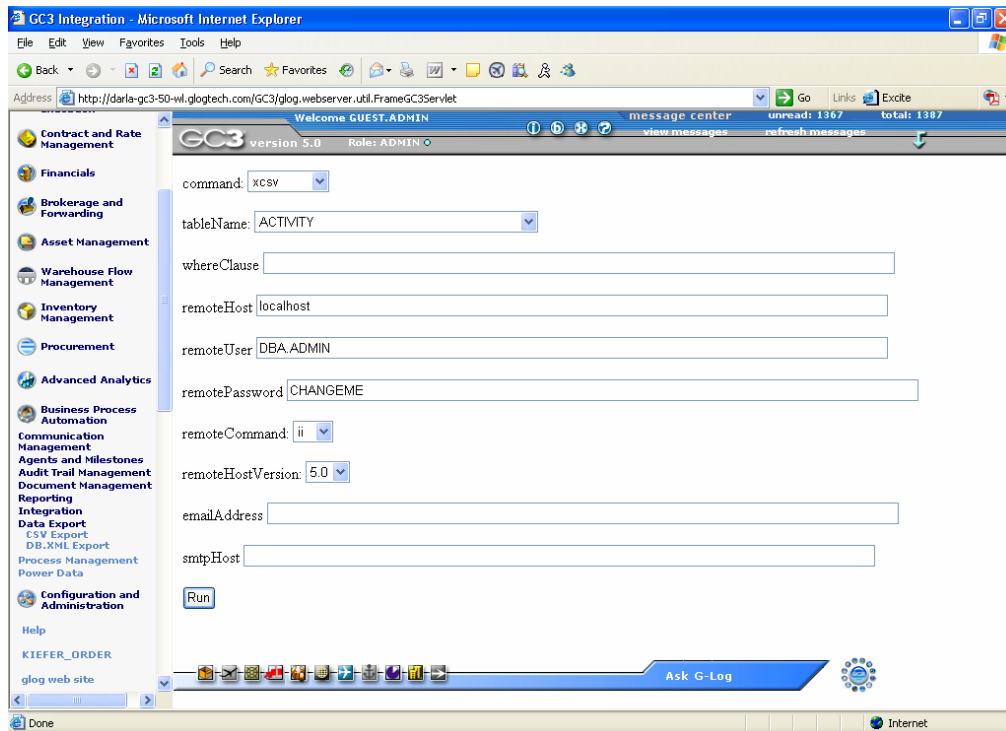 GC3 Integration - Microsoft Internet Explorer
File Edit View Favorites Tools Help
Back Search Favorites
Address http://darla-gc3-50-wl.glogtech.com/GC3/glog.webserver.util.FrameGC3Servlet Go Links Excite
Welcome GUEST.ADMIN message center unread: 1367 total: 1387
GC3 version 5.0 Role: ADMIN view messages refresh messages
Contract and Rate
Management
Financials
Brokerage and
Forwarding
Asset Management
Warehouse Flow
Management
Inventory
Management
Procurement
Advanced Analytics
Business Process
Automation
Communication
Management
Agents and Milestones
Audit Trail Management
Document Management
Reporting
Integration
Data Export
CSV Export
DB.XML Export
Process Management
Power Data
Configuration and
Administration
Help
KIEFER_ORDER
glog web site
command: xcsv
tableName: ACTIVITY
whereClause
remoteHost localhost
remoteUser DBA.ADMIN
remotePassword CHANGEME
remoteCommand: ii
remoteHostVersion: 5.0
emailAddress
smtpHost
Run
Ask G-Log
Done Internet